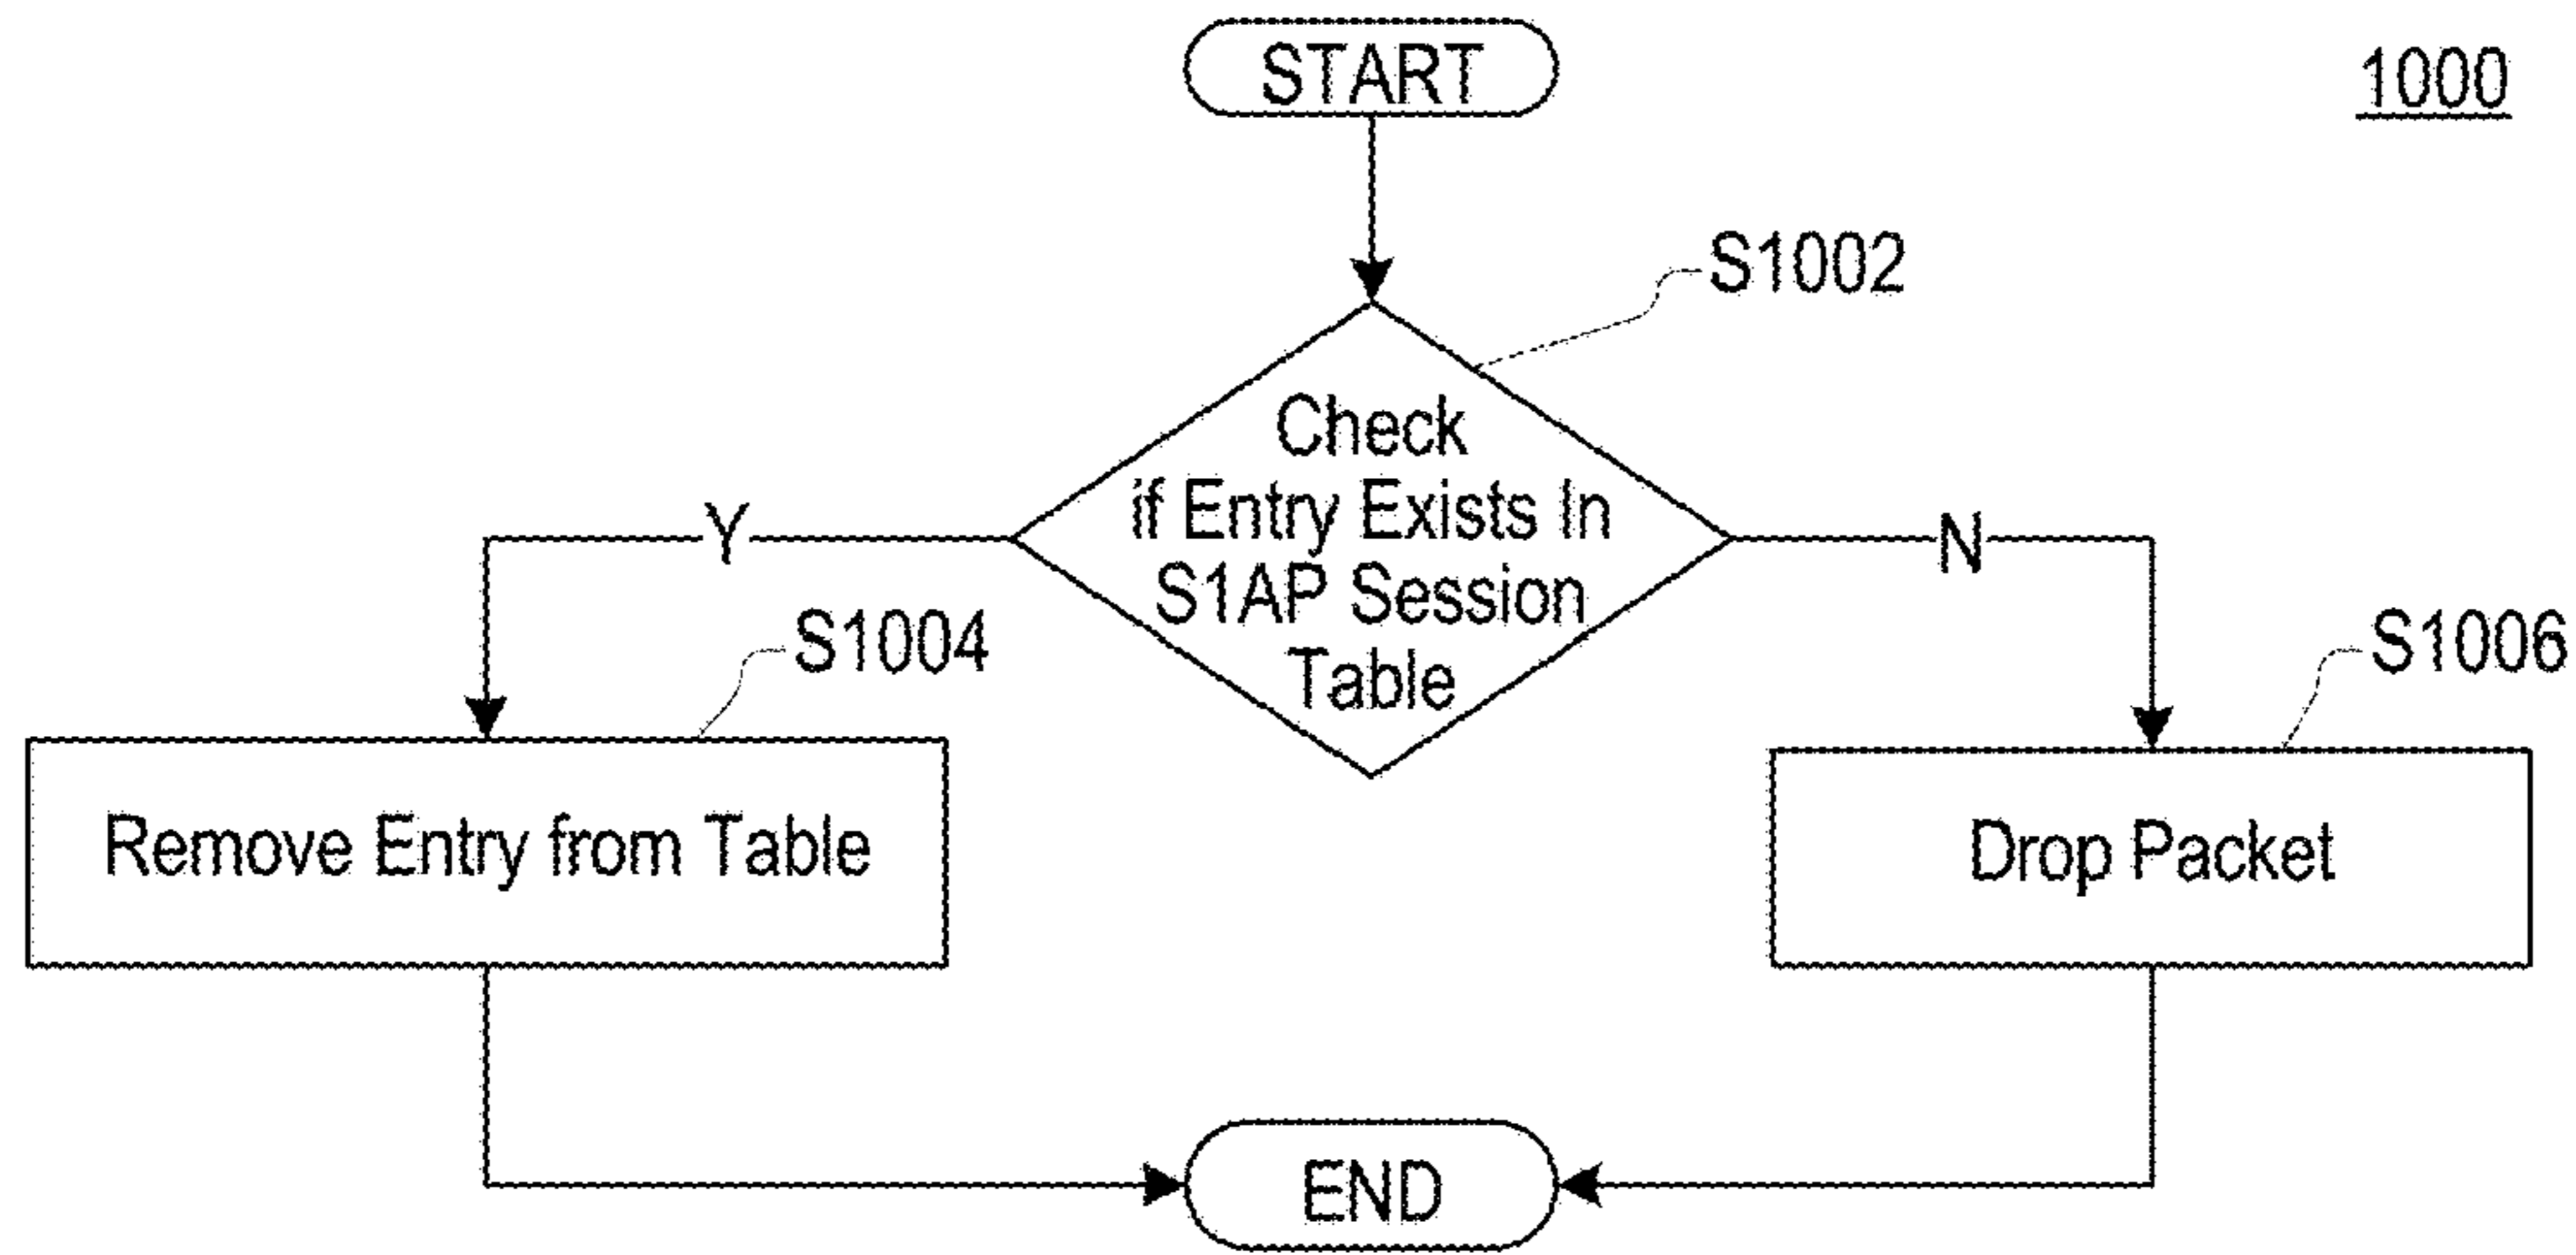 START
1000
S1002
Check
if Entry Exists In
S1AP Session
Table
Y
N
S1004
S1006
Remove Entry from Table
Drop Packet
END